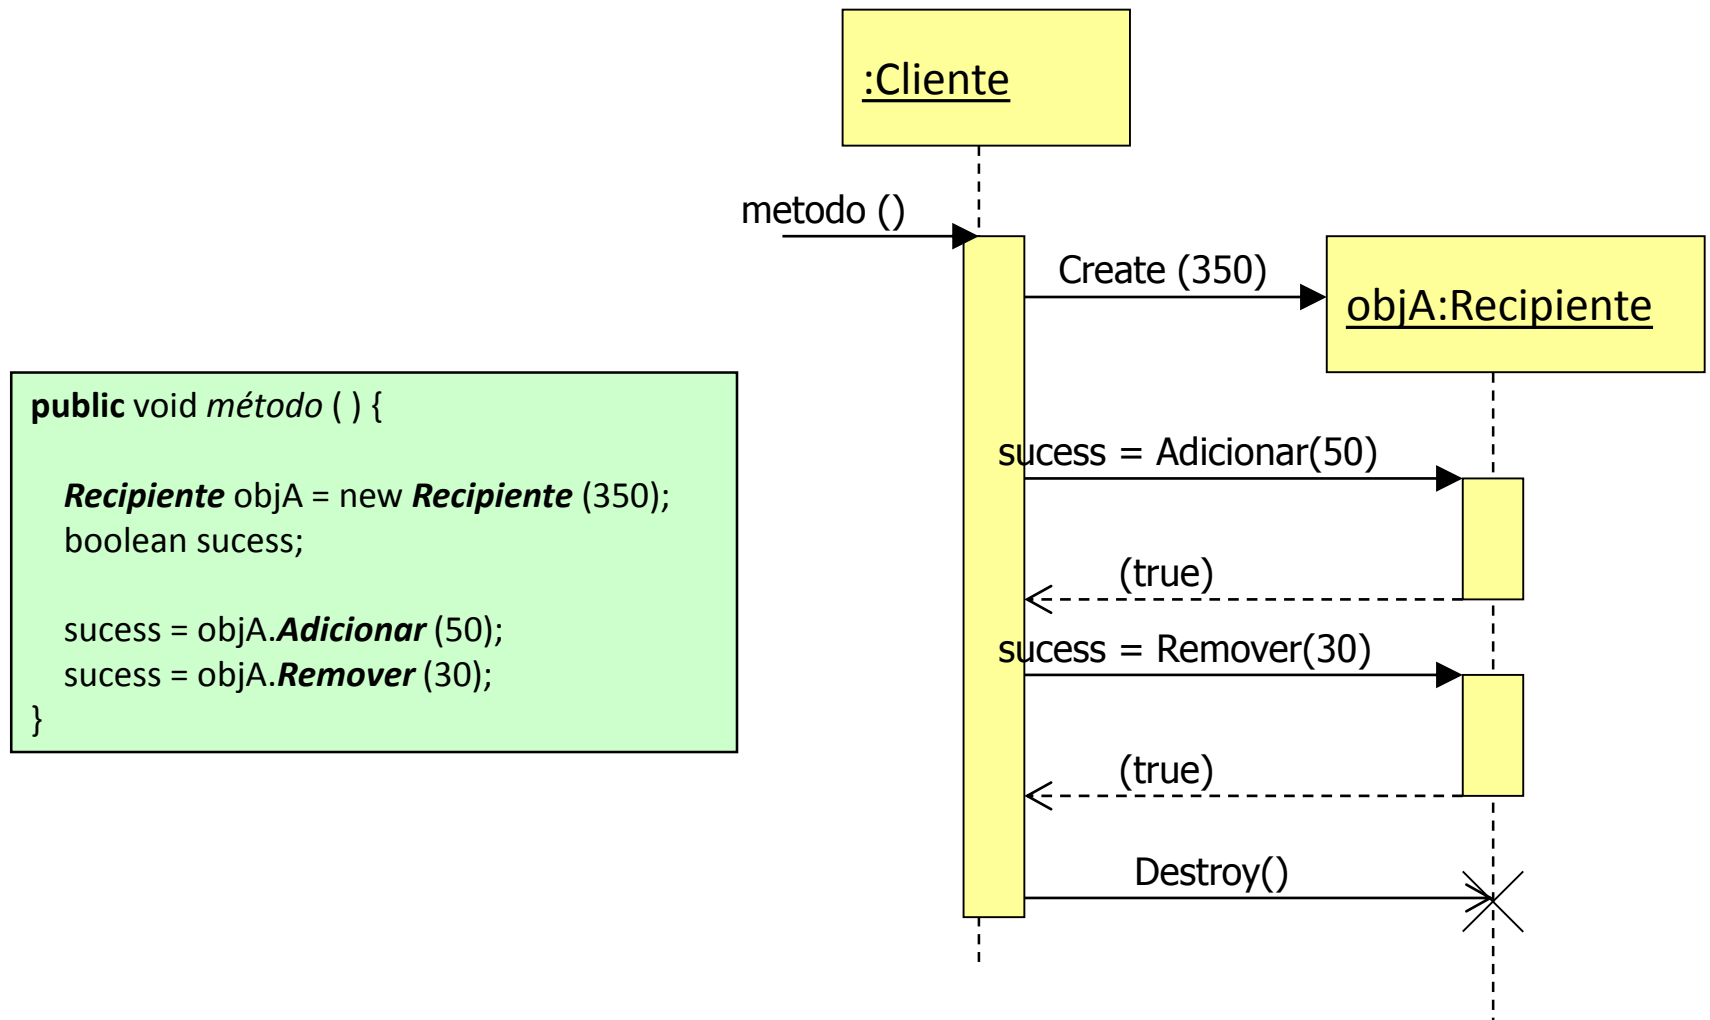 :Cliente
metodo ()
Create (350)
objA:Recipiente
public void método ( ) {
Recipiente objA = new Recipiente (350);
boolean sucess;
sucess = objA.Adicionar (50);
sucess = objA.Remover (30);
}
sucess = Adicionar(50)
(true)
sucess = Remover(30)
(true)
Destroy()